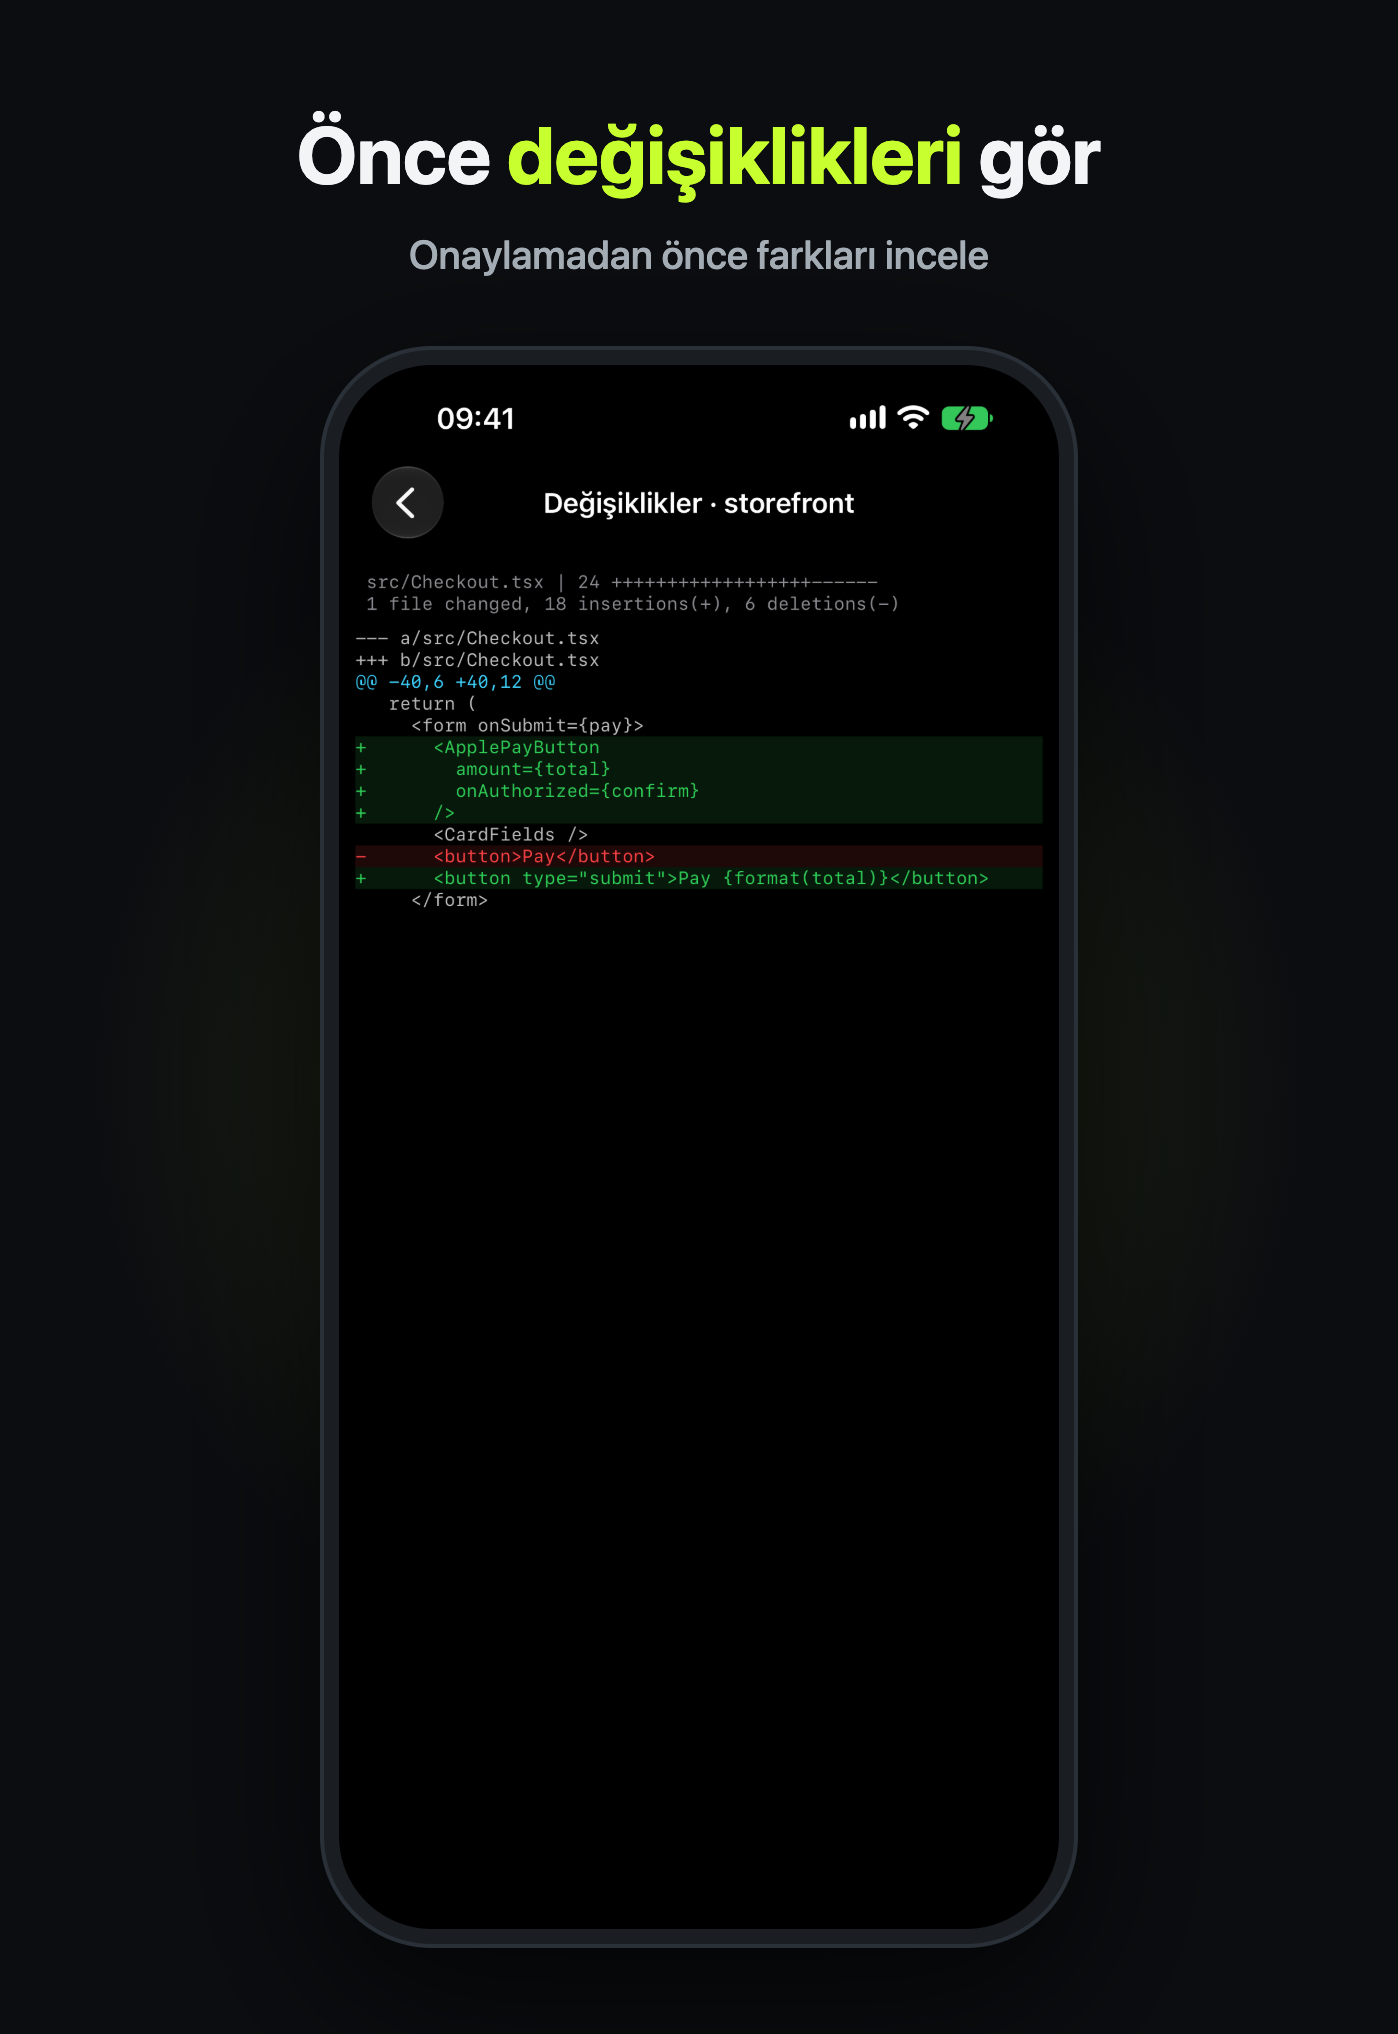 Önce değişiklikleri gör
Onaylamadan önce farkları incele
09:41
Değişiklikler · storefront
src/Checkout.tsx | 24 ++++++++++++++++++------
1 file changed, 18 insertions(+), 6 deletions(-)
--- a/src/Checkout.tsx
+++ b/src/Checkout.tsx
@@ -40,6 +40,12 @@
return (
<form onSubmit={pay}>
+ <ApplePayButton
+ amount={total}
+ onAuthorized={confirm}
+ />
<CardFields />
- <button>Pay</button>
+ <button type="submit">Pay {format(total)}</button>
</form>